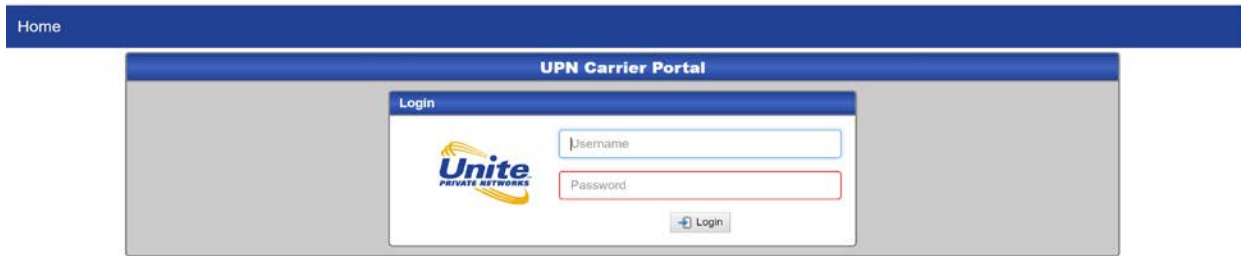 Home
UPN Carrier Portal
Login
Unite
PRIVATE NETWORKS
Username
Password
Login